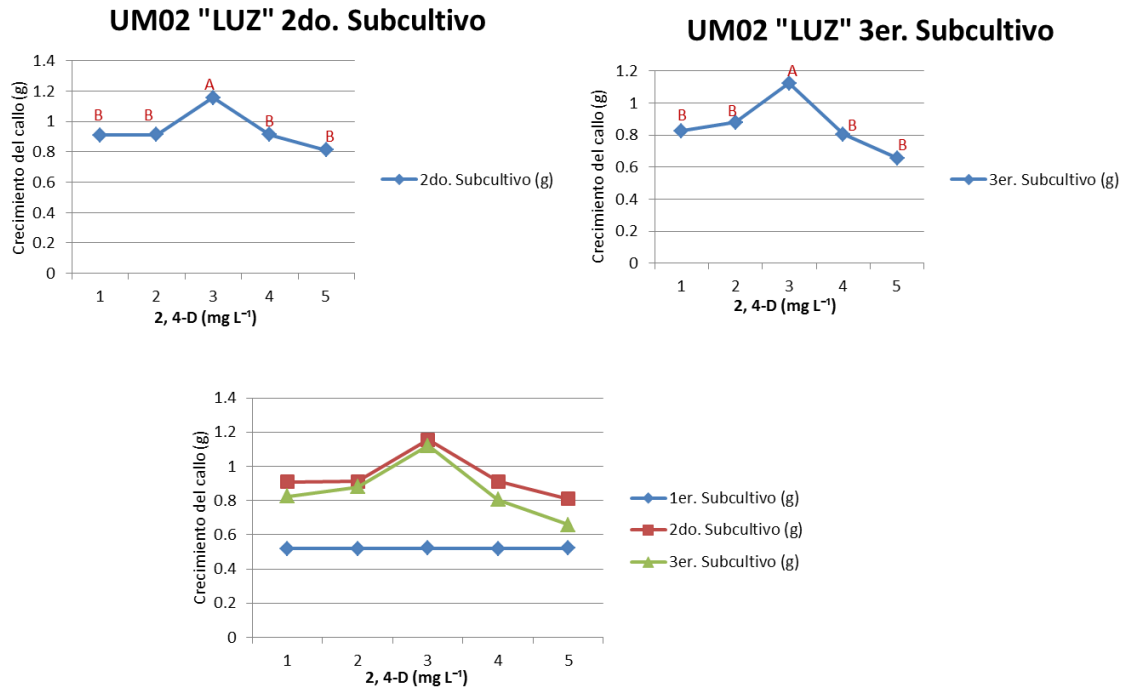 UM02 "LUZ" 2do. Subcultivo
1.4
1.2
1
0.8
0.6
0.4
0.2
0
Crecimiento del callo (g)
B
B
A
B
B
1
2
3
4
5
2, 4-D (mg L⁻¹)
2do. Subcultivo (g)
UM02 "LUZ" 3er. Subcultivo
1.2
1
0.8
0.6
0.4
0.2
0
Crecimiento del callo (g)
B
B
A
B
B
1
2
3
4
5
2, 4-D (mg L⁻¹)
3er. Subcultivo (g)
1.4
1.2
1
0.8
0.6
0.4
0.2
0
Crecimiento del callo (g)
1
2
3
4
5
2, 4-D (mg L⁻¹)
1er. Subcultivo (g)
2do. Subcultivo (g)
3er. Subcultivo (g)